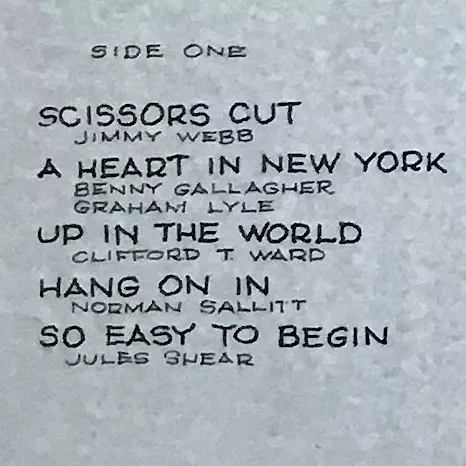 SIDE ONE
SCISSORS CUT
JIMMY WEBB
A HEART IN NEW YORK
BENNY GALLAGHER
GRAHAM LYLE
UP IN THE WORLD
CLIFFORD T. WARD
HANG ON IN
NORMAN SALLITT
SO EASY TO BEGIN
JULES SHEAR